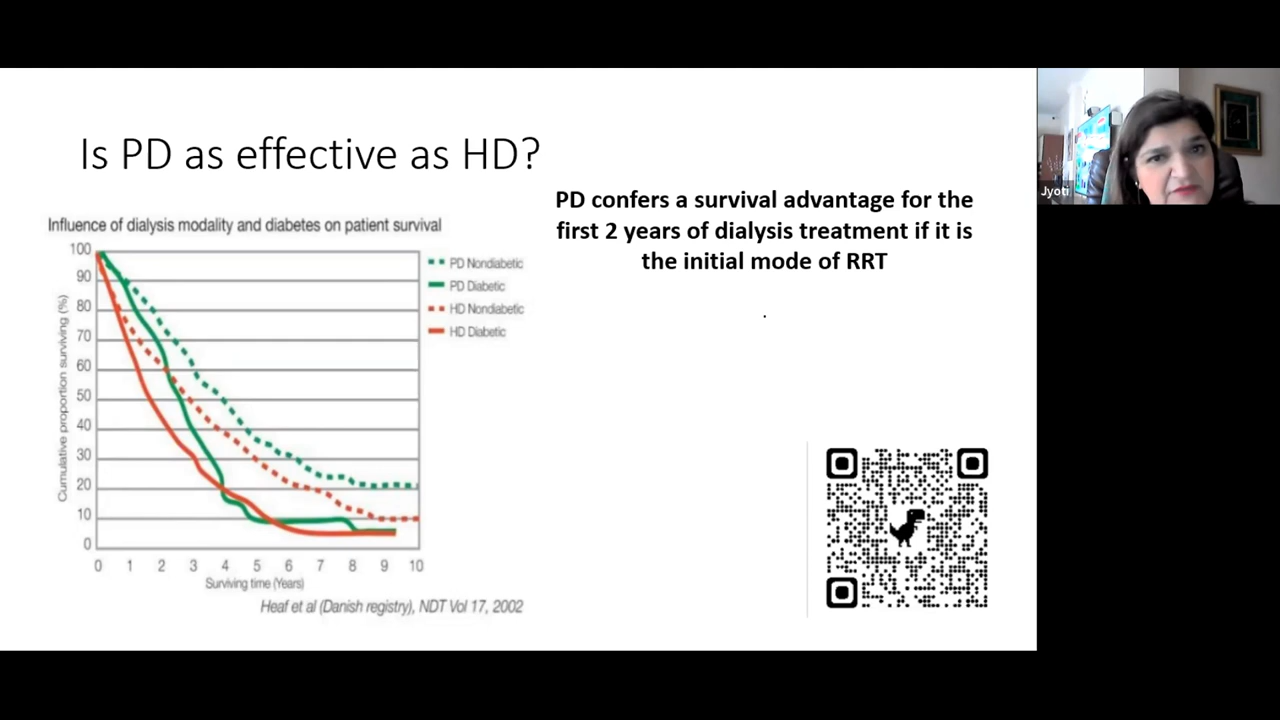 Is PD as effective as HD?
PD confers a survival advantage for the
first 2 years of dialysis treatment if it is
the initial mode of RRT
.
Influence of dialysis modality and diabetes on patient survival
PD Nondiabetic
PD Diabetic
HD Nondiabetic
HD Diabetic
Cumulative proportion surviving (%)
100
90
80
70
60
50
40
30
20
10
0
0 1 2 3 4 5 6 7 8 9 10
Surviving time (Years)
Heaf et al (Danish registry), NDT Vol 17, 2002
Jyoti